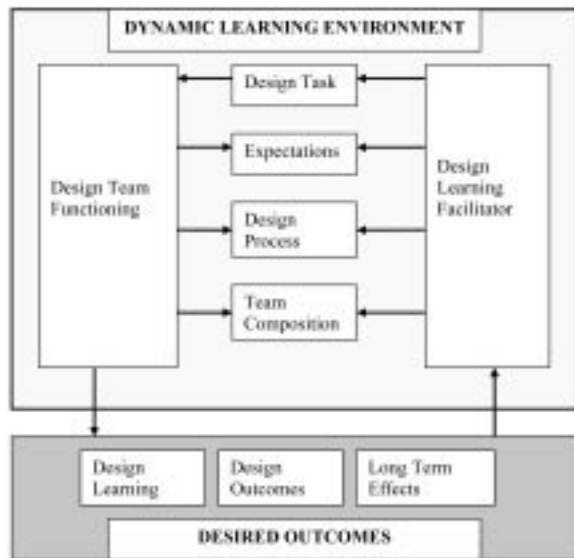 DYNAMIC LEARNING ENVIRONMENT
Design Team
Functioning
Design Task
Expectations
Design
Process
Team
Composition
Design
Learning
Facilitator
Design
Learning
Design
Outcomes
Long Term
Effects
DESIRED OUTCOMES